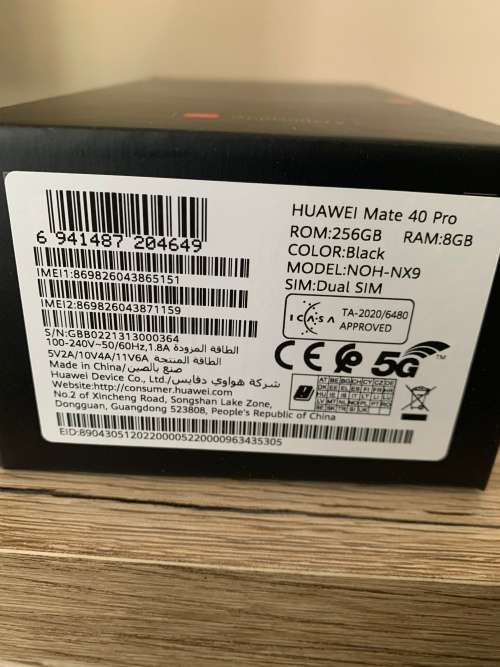 6 941487 204649
IMEI1:869826043865151
IMEI2:869826043871159
S/N:GBB0221313000364
100-240V~50/60Hz,1.8A الطاقة المزودة
5V2A/10V4A/11V6A الطاقة المنتجة
Made in China/صنع بالصين
Huawei Device Co.,Ltd./شركة هواوي دفايس
Website:http://consumer.huawei.com
No.2 of Xincheng Road, Songshan Lake Zone,
Dongguan, Guangdong 523808, People's Republic of China
EID:89043051202200005220000963435305
HUAWEI Mate 40 Pro
ROM:256GB RAM:8GB
COLOR:Black
MODEL:NOH-NX9
SIM:Dual SIM
ICASA TA-2020/6480
APPROVED
CE 5G TM